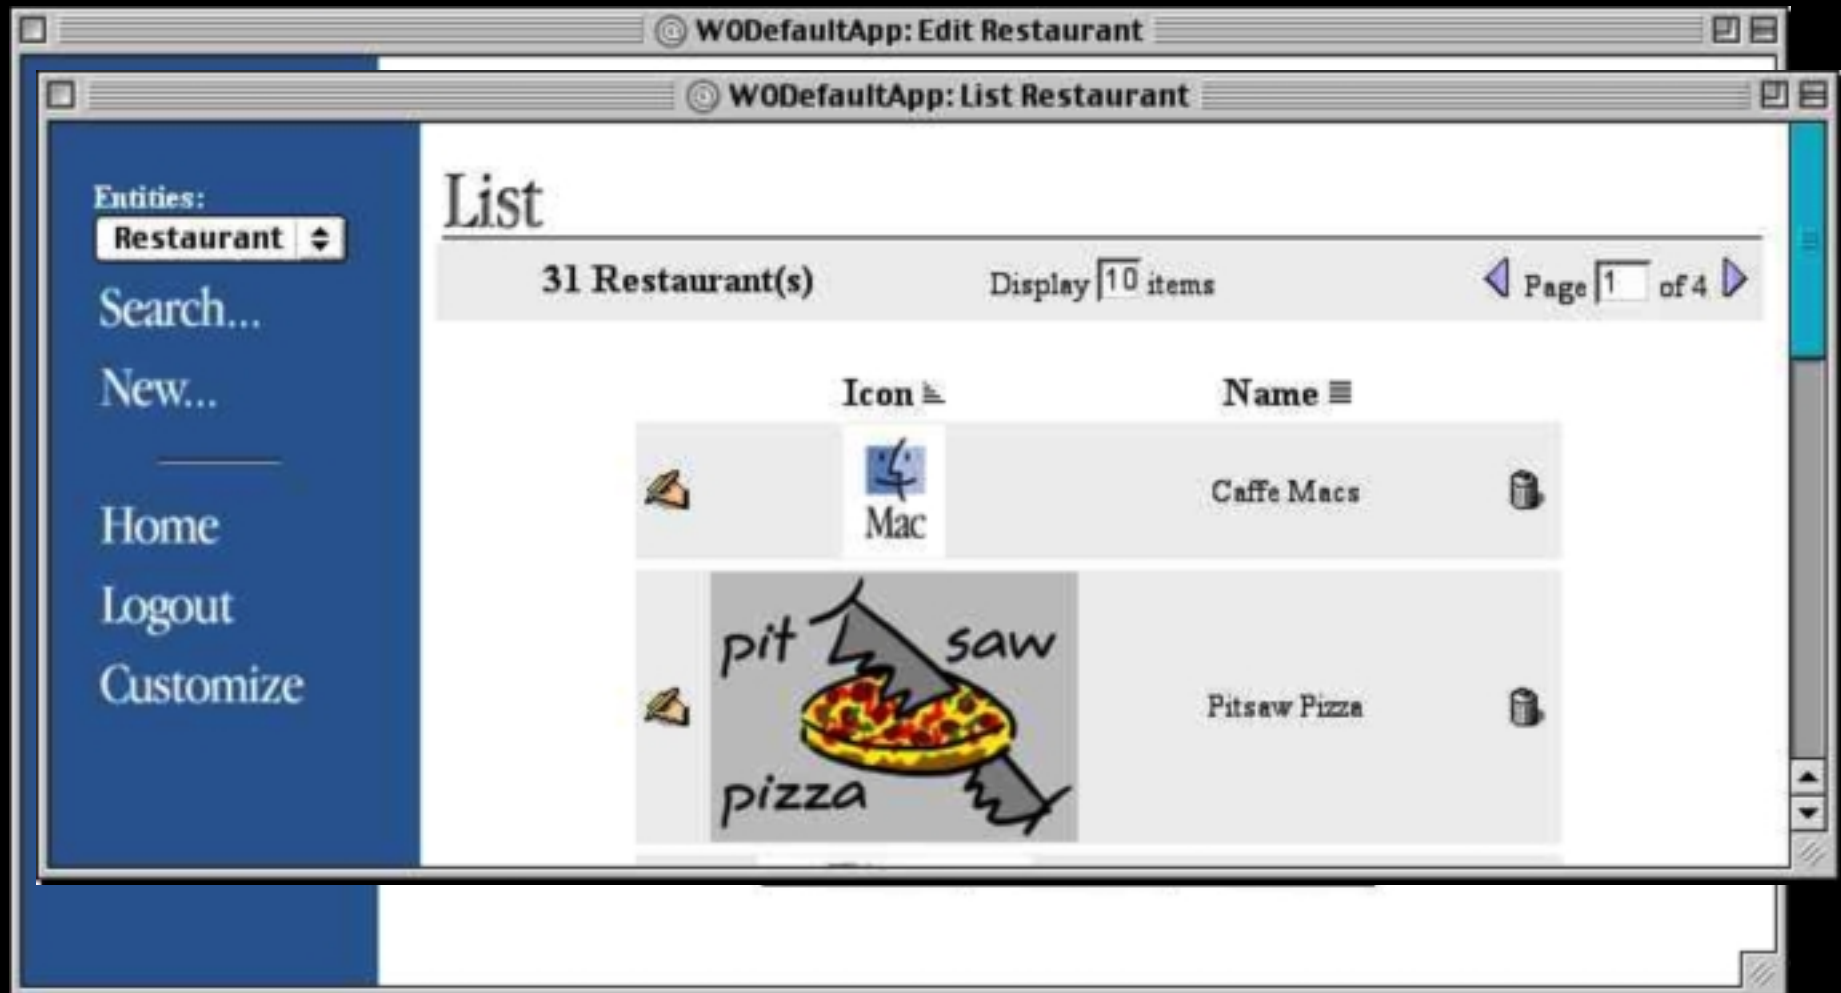 WODefaultApp: Edit Restaurant
WODefaultApp: List Restaurant
Entities:
Restaurant
Search...
New...
Home
Logout
Customize
List
31 Restaurant(s) Display 10 items Page 1 of 4
Icon Name
Mac
Caffe Macs
pit saw
pizza
Pitsaw Pizza